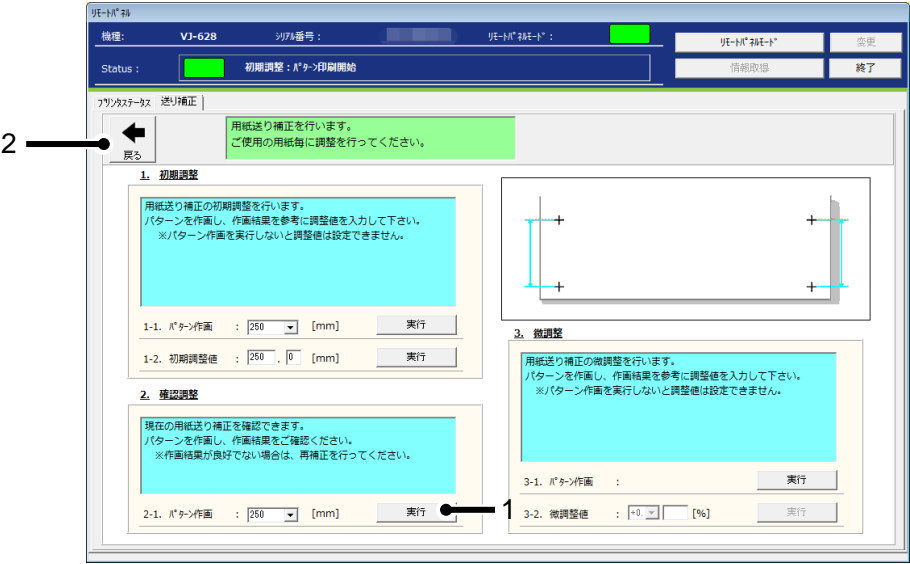 リモートパネル
機種:
VJ-628
シリアル番号 :
リモートパネルモード :
リモートパネルモード
変更
Status :
初期調整 : パターン印刷開始
情報取得
終了
プリンタステータス
送り補正
2
戻る
用紙送り補正を行います。
ご使用の用紙毎に調整を行ってください。
1. 初期調整
用紙送り補正の初期調整を行います。
パターンを作画し、作画結果を参考に調整値を入力して下さい。
※パターン作画を実行しないと調整値は設定できません。
1-1. パターン作画 : 250 [mm] 実行
1-2. 初期調整値 : 250 . 0 [mm] 実行
2. 確認調整
現在の用紙送り補正を確認できます。
パターンを作画し、作画結果をご確認ください。
※作画結果が良好でない場合は、再補正を行ってください。
2-1. パターン作画 : 250 [mm] 実行
1
3. 微調整
用紙送り補正の微調整を行います。
パターンを作画し、作画結果を参考に調整値を入力して下さい。
※パターン作画を実行しないと調整値は設定できません。
3-1. パターン作画 : 実行
3-2. 微調整値 : +0. [%] 実行